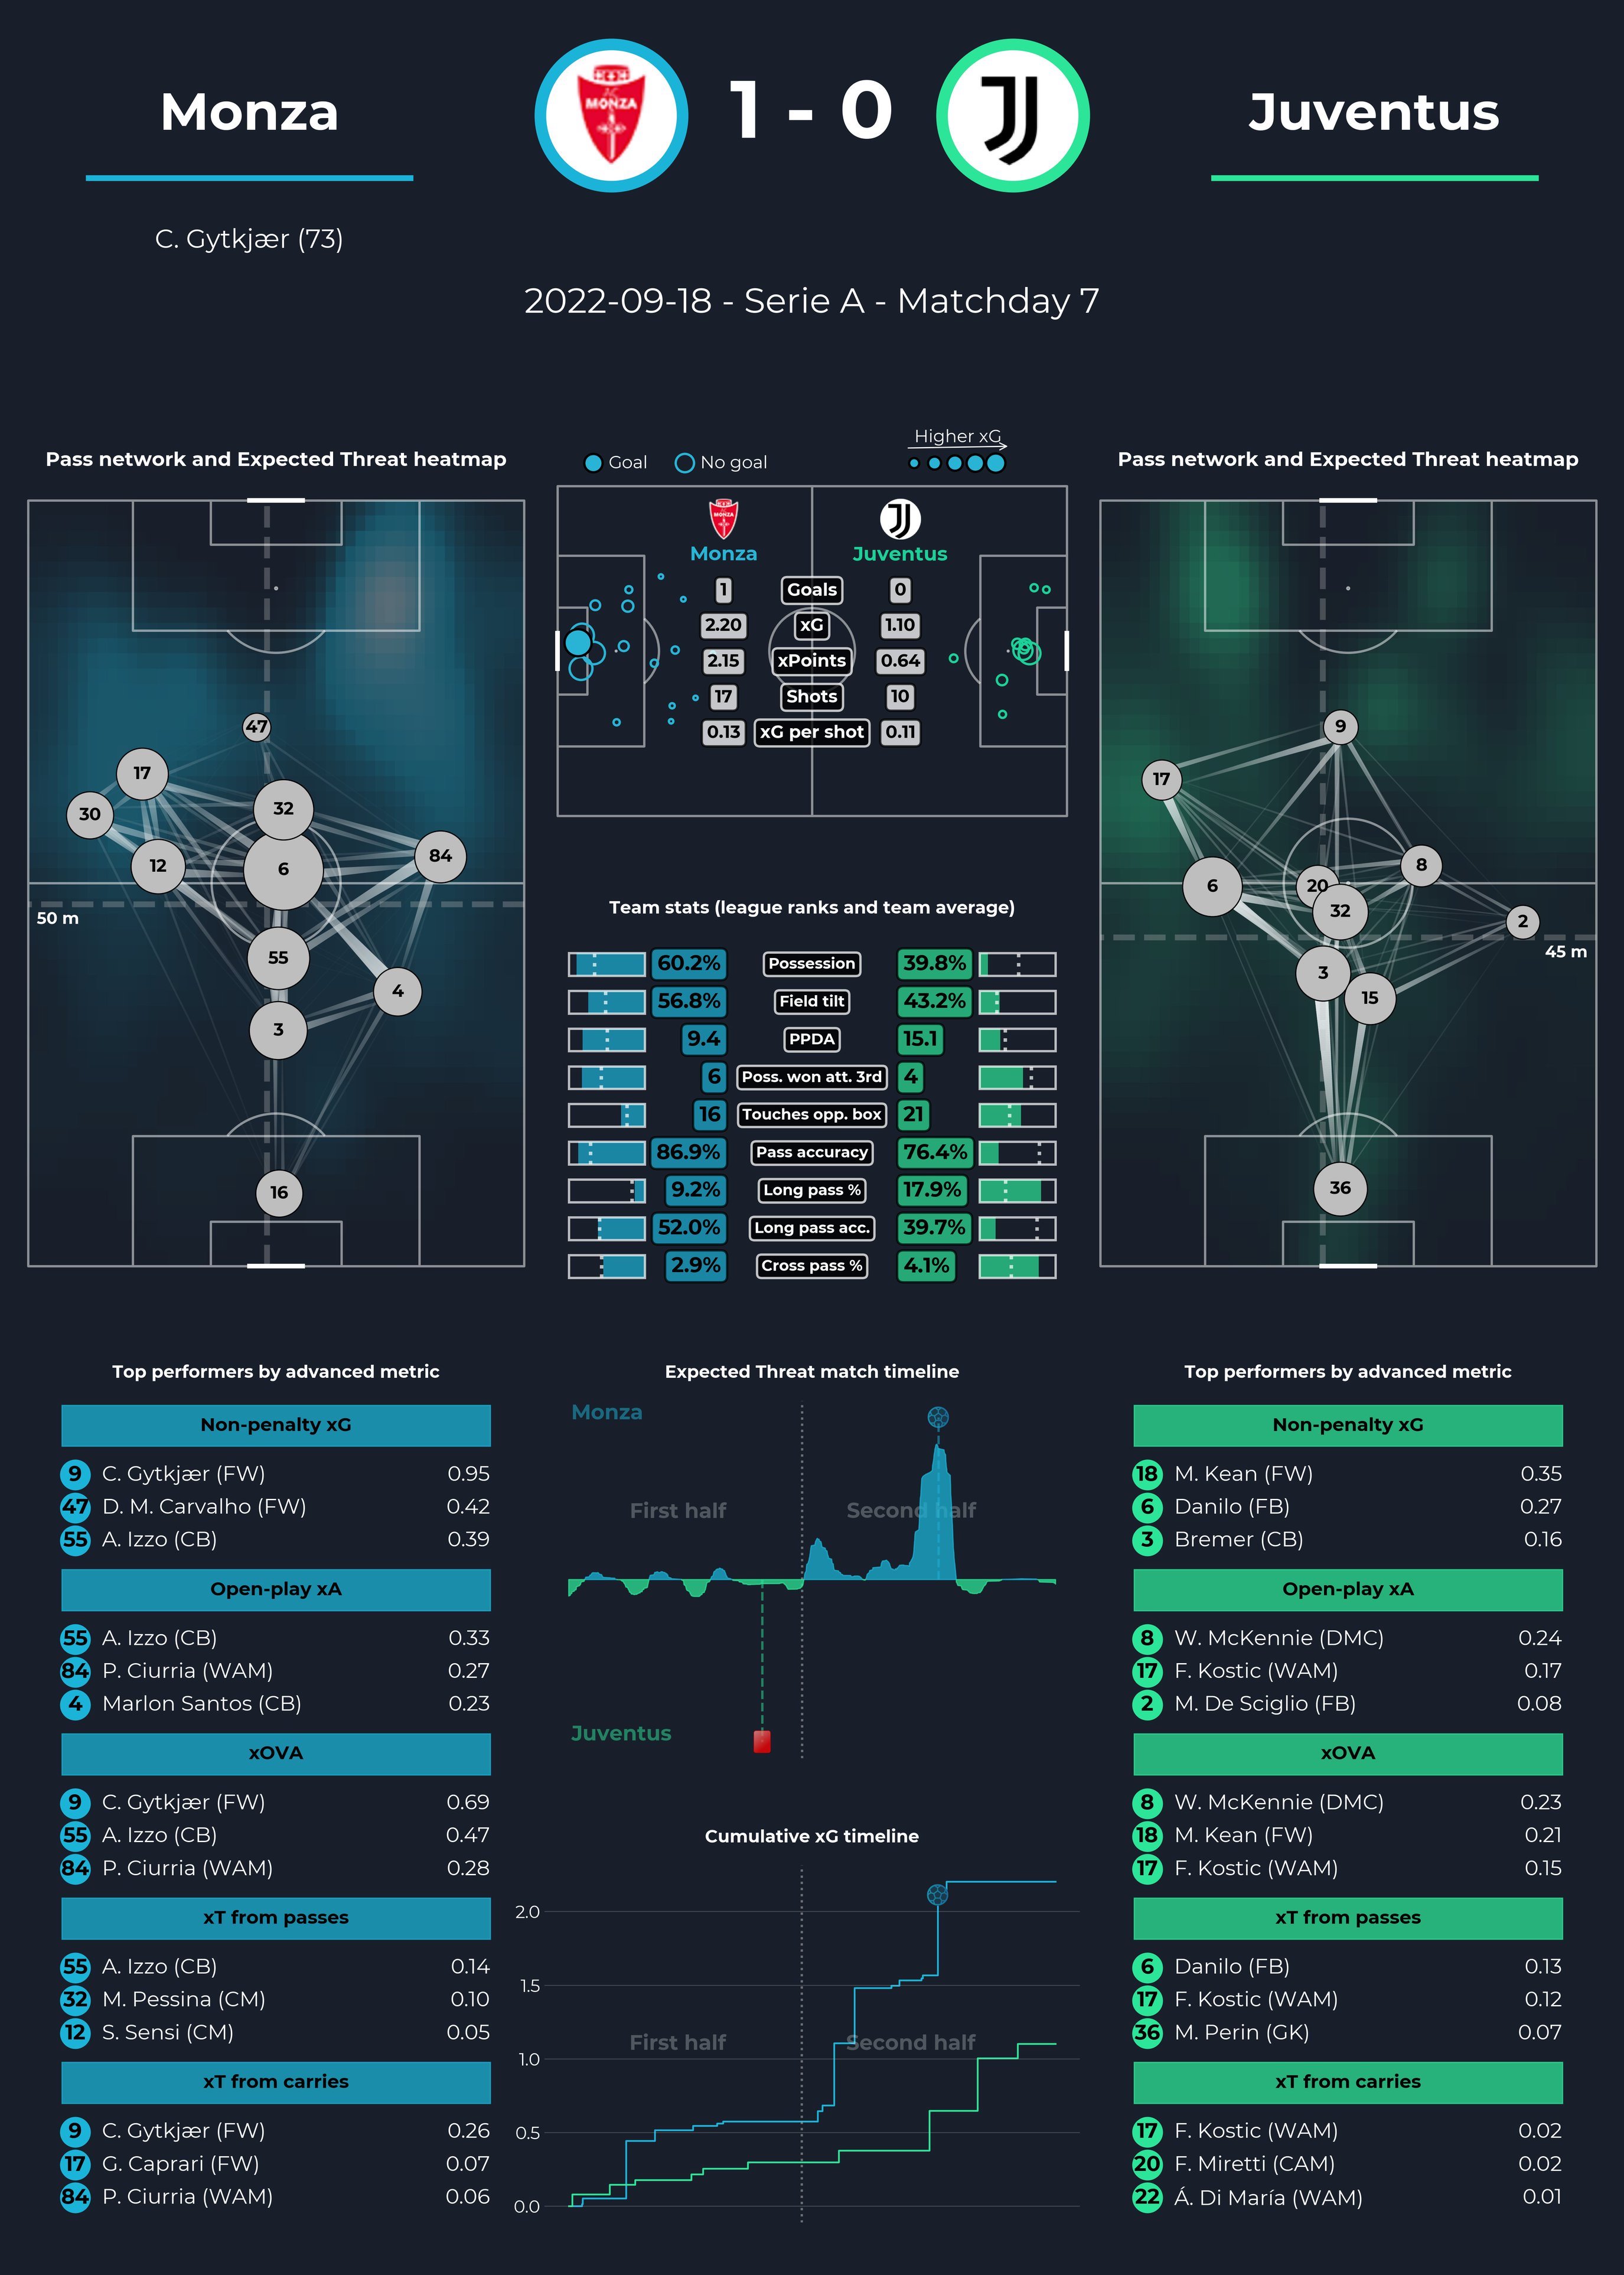 Monza
MONZA
1 - 0
Juventus
C. Gytkjær (73)
2022-09-18 - Serie A - Matchday 7
Pass network and Expected Threat heatmap
47
17
32
30
12
6
84
50 m
55
4
3
16
Goal
No goal
Higher xG
MONZA
Monza
Juventus
1 Goals 0
2.20 xG 1.10
2.15 xPoints 0.64
17 Shots 10
0.13 xG per shot 0.11
Team stats (league ranks and team average)
60.2% Possession 39.8%
56.8% Field tilt 43.2%
9.4 PPDA 15.1
6 Poss. won att. 3rd 4
16 Touches opp. box 21
86.9% Pass accuracy 76.4%
9.2% Long pass % 17.9%
52.0% Long pass acc. 39.7%
2.9% Cross pass % 4.1%
Pass network and Expected Threat heatmap
9
17
8
6
20
32
2
45 m
3
15
36
Top performers by advanced metric
Non-penalty xG
9 C. Gytkjær (FW) 0.95
47 D. M. Carvalho (FW) 0.42
55 A. Izzo (CB) 0.39
Open-play xA
55 A. Izzo (CB) 0.33
84 P. Ciurria (WAM) 0.27
4 Marlon Santos (CB) 0.23
xOVA
9 C. Gytkjær (FW) 0.69
55 A. Izzo (CB) 0.47
84 P. Ciurria (WAM) 0.28
xT from passes
55 A. Izzo (CB) 0.14
32 M. Pessina (CM) 0.10
12 S. Sensi (CM) 0.05
xT from carries
9 C. Gytkjær (FW) 0.26
17 G. Caprari (FW) 0.07
84 P. Ciurria (WAM) 0.06
Expected Threat match timeline
Monza
First half
Second half
Juventus
Cumulative xG timeline
2.0
1.5
First half
Second half
1.0
0.5
0.0
Top performers by advanced metric
Non-penalty xG
18 M. Kean (FW) 0.35
6 Danilo (FB) 0.27
3 Bremer (CB) 0.16
Open-play xA
8 W. McKennie (DMC) 0.24
17 F. Kostic (WAM) 0.17
2 M. De Sciglio (FB) 0.08
xOVA
8 W. McKennie (DMC) 0.23
18 M. Kean (FW) 0.21
17 F. Kostic (WAM) 0.15
xT from passes
6 Danilo (FB) 0.13
17 F. Kostic (WAM) 0.12
36 M. Perin (GK) 0.07
xT from carries
17 F. Kostic (WAM) 0.02
20 F. Miretti (CAM) 0.02
22 Á. Di María (WAM) 0.01